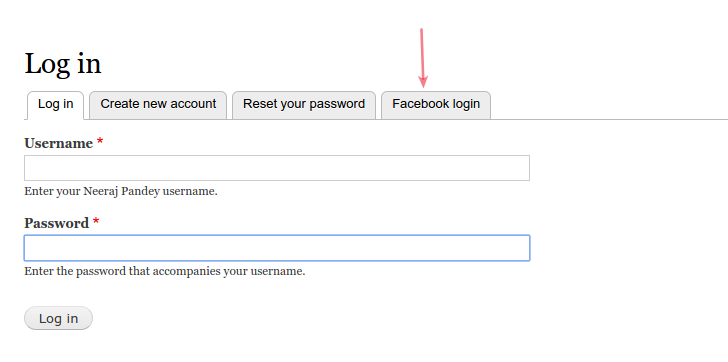 Log in
Log in Create new account Reset your password Facebook login
Username *
Enter your Neeraj Pandey username.
Password *
Enter the password that accompanies your username.
Log in